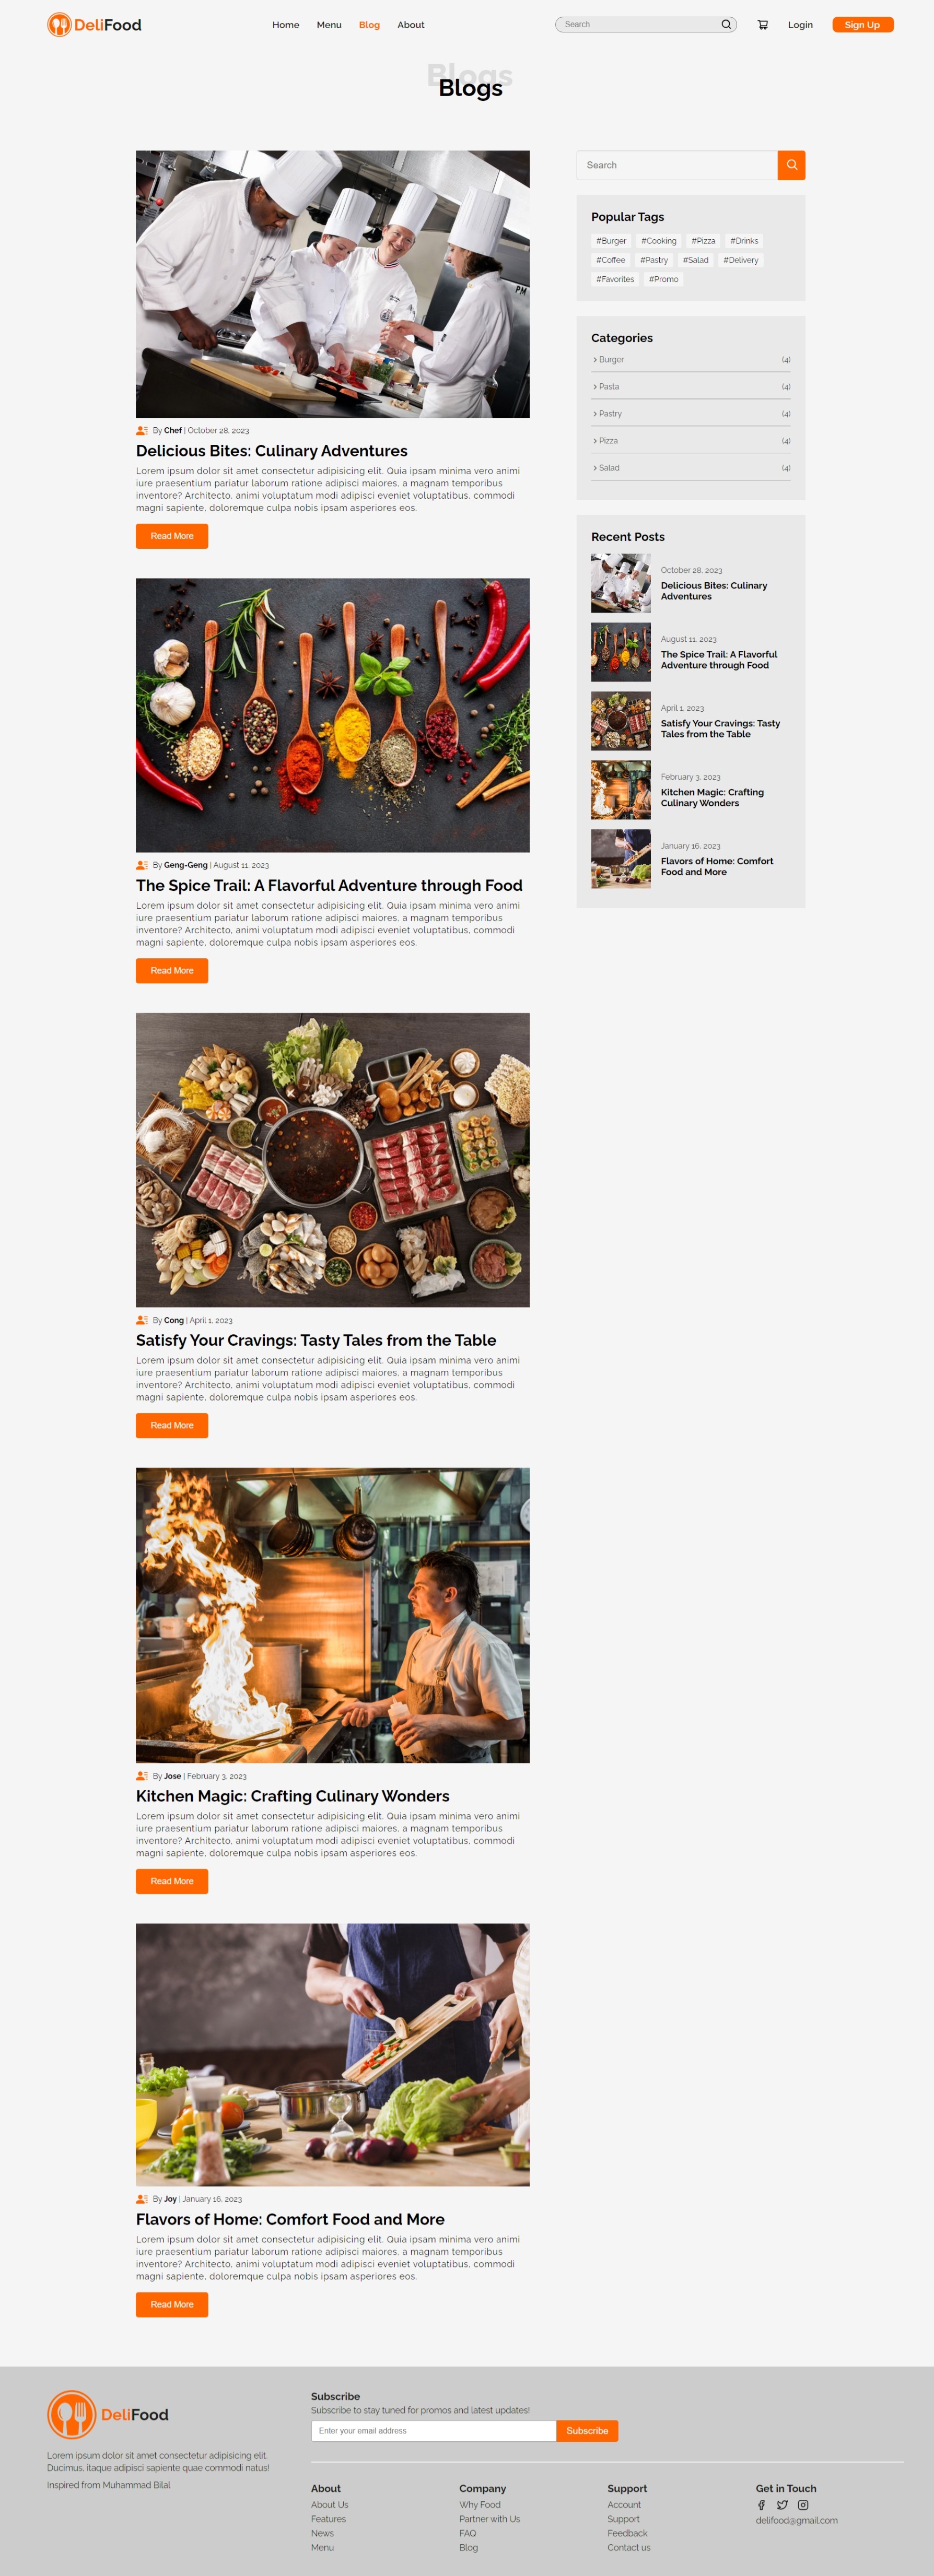 DeliFood
Home Menu Blog About
Search
Login
Sign Up
Blogs
Blogs
PM
By Chef | October 28, 2023
Delicious Bites: Culinary Adventures
Lorem ipsum dolor sit amet consectetur adipisicing elit. Quia ipsam minima vero animi
iure praesentium pariatur laborum ratione adipisci maiores, a magnam temporibus
inventore? Architecto, animi voluptatum modi adipisci eveniet voluptatibus, commodi
magni sapiente, doloremque culpa nobis ipsam asperiores eos.
Read More
By Geng-Geng | August 11, 2023
The Spice Trail: A Flavorful Adventure through Food
Lorem ipsum dolor sit amet consectetur adipisicing elit. Quia ipsam minima vero animi
iure praesentium pariatur laborum ratione adipisci maiores, a magnam temporibus
inventore? Architecto, animi voluptatum modi adipisci eveniet voluptatibus, commodi
magni sapiente, doloremque culpa nobis ipsam asperiores eos.
Read More
By Cong | April 1, 2023
Satisfy Your Cravings: Tasty Tales from the Table
Lorem ipsum dolor sit amet consectetur adipisicing elit. Quia ipsam minima vero animi
iure praesentium pariatur laborum ratione adipisci maiores, a magnam temporibus
inventore? Architecto, animi voluptatum modi adipisci eveniet voluptatibus, commodi
magni sapiente, doloremque culpa nobis ipsam asperiores eos.
Read More
By Jose | February 3, 2023
Kitchen Magic: Crafting Culinary Wonders
Lorem ipsum dolor sit amet consectetur adipisicing elit. Quia ipsam minima vero animi
iure praesentium pariatur laborum ratione adipisci maiores, a magnam temporibus
inventore? Architecto, animi voluptatum modi adipisci eveniet voluptatibus, commodi
magni sapiente, doloremque culpa nobis ipsam asperiores eos.
Read More
By Joy | January 16, 2023
Flavors of Home: Comfort Food and More
Lorem ipsum dolor sit amet consectetur adipisicing elit. Quia ipsam minima vero animi
iure praesentium pariatur laborum ratione adipisci maiores, a magnam temporibus
inventore? Architecto, animi voluptatum modi adipisci eveniet voluptatibus, commodi
magni sapiente, doloremque culpa nobis ipsam asperiores eos.
Read More
Search
Popular Tags
#Burger #Cooking #Pizza #Drinks
#Coffee #Pastry #Salad #Delivery
#Favorites #Promo
Categories
Burger (4)
Pasta (4)
Pastry (4)
Pizza (4)
Salad (4)
Recent Posts
October 28, 2023
Delicious Bites: Culinary
Adventures
August 11, 2023
The Spice Trail: A Flavorful
Adventure through Food
April 1, 2023
Satisfy Your Cravings: Tasty
Tales from the Table
February 3, 2023
Kitchen Magic: Crafting
Culinary Wonders
January 16, 2023
Flavors of Home: Comfort
Food and More
DeliFood
Lorem ipsum dolor sit amet consectetur adipisicing elit.
Ducimus, itaque adipisci sapiente quae commodi natus!
Inspired from Muhammad Bilal
Subscribe
Subscribe to stay tuned for promos and latest updates!
Enter your email address
Subscribe
About
About Us
Features
News
Menu
Company
Why Food
Partner with Us
FAQ
Blog
Support
Account
Support
Feedback
Contact us
Get in Touch
delifood@gmail.com